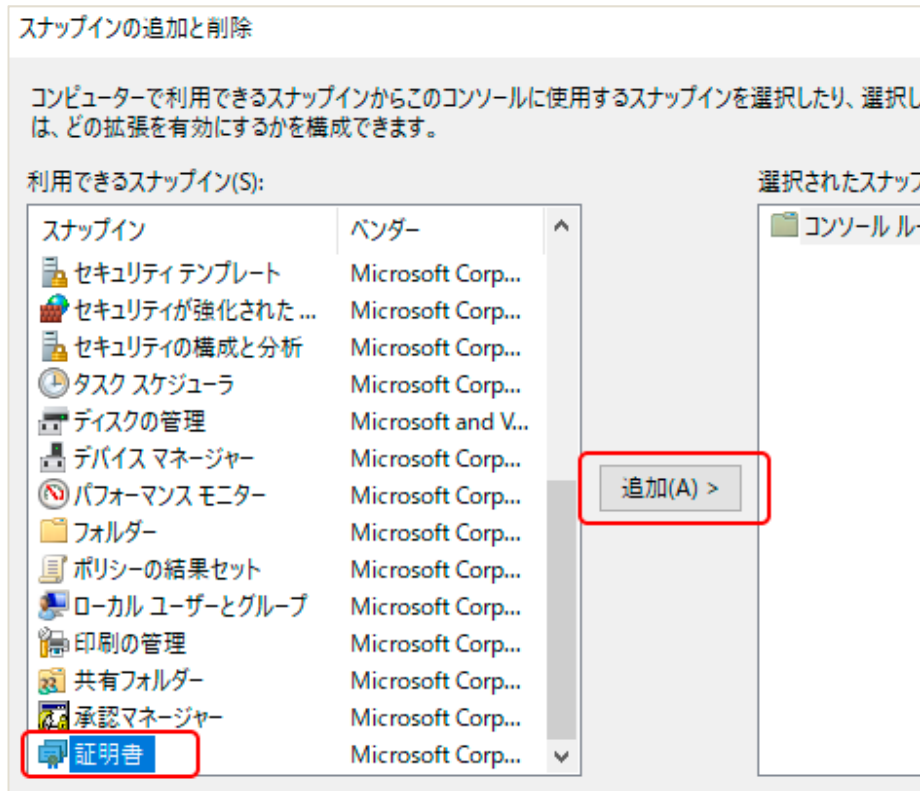 スナップインの追加と削除
コンピューターで利用できるスナップインからこのコンソールに使用するスナップインを選択したり、選択し
は、どの拡張を有効にするかを構成できます。
利用できるスナップイン(S):
選択されたスナップ
スナップイン ベンダー
コンソール ルー
セキュリティ テンプレート Microsoft Corp...
セキュリティが強化された ... Microsoft Corp...
セキュリティの構成と分析 Microsoft Corp...
タスク スケジューラ Microsoft Corp...
ディスクの管理 Microsoft and V...
デバイス マネージャー Microsoft Corp...
パフォーマンス モニター Microsoft Corp...
追加(A) >
フォルダー Microsoft Corp...
ポリシーの結果セット Microsoft Corp...
ローカル ユーザーとグループ Microsoft Corp...
印刷の管理 Microsoft Corp...
共有フォルダー Microsoft Corp...
承認マネージャー Microsoft Corp...
証明書 Microsoft Corp...